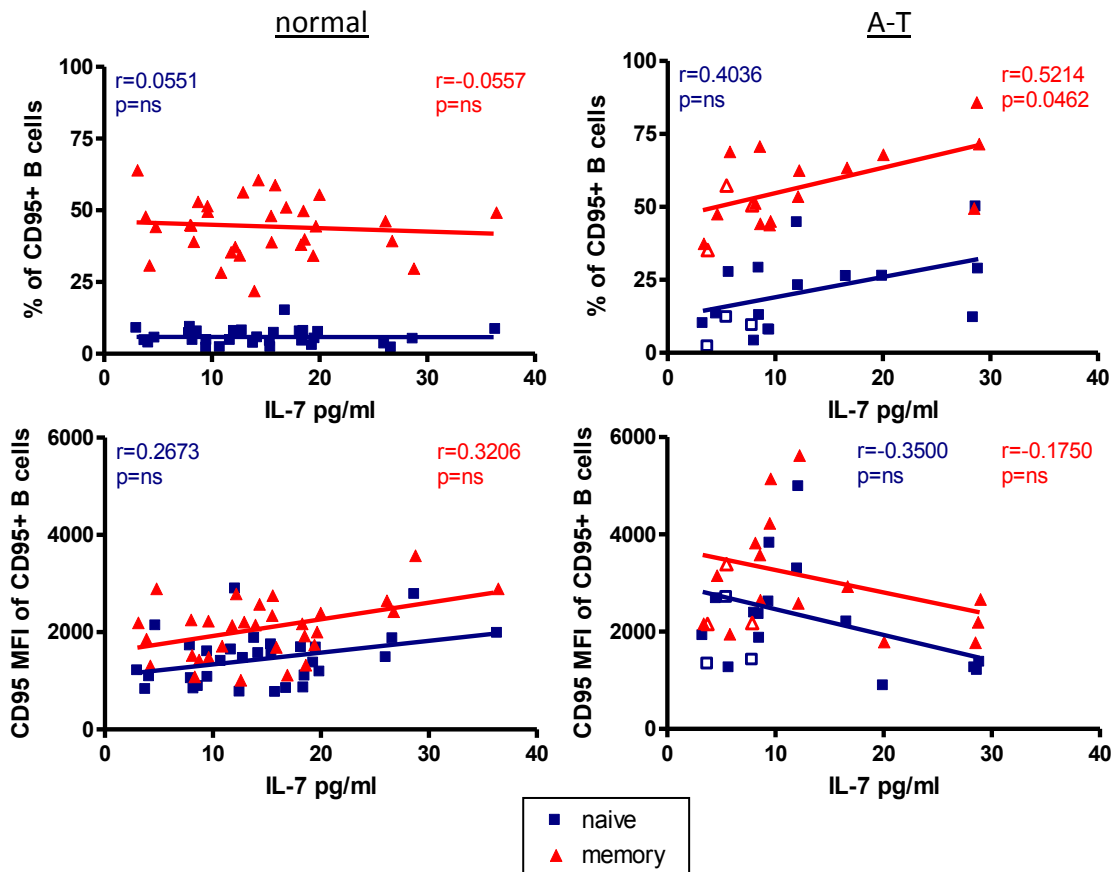 normal
A-T
r=0.0551
p=ns
r=-0.0557
p=ns
% of CD95+ B cells
100
75
50
25
0
0 10 20 30 40
IL-7 pg/ml
r=0.4036
p=ns
r=0.5214
p=0.0462
% of CD95+ B cells
100
75
50
25
0
0 10 20 30 40
IL-7 pg/ml
r=0.2673
p=ns
r=0.3206
p=ns
CD95 MFI of CD95+ B cells
6000
4000
2000
0
0 10 20 30 40
IL-7 pg/ml
r=-0.3500
p=ns
r=-0.1750
p=ns
CD95 MFI of CD95+ B cells
6000
4000
2000
0
0 10 20 30 40
IL-7 pg/ml
naive
memory